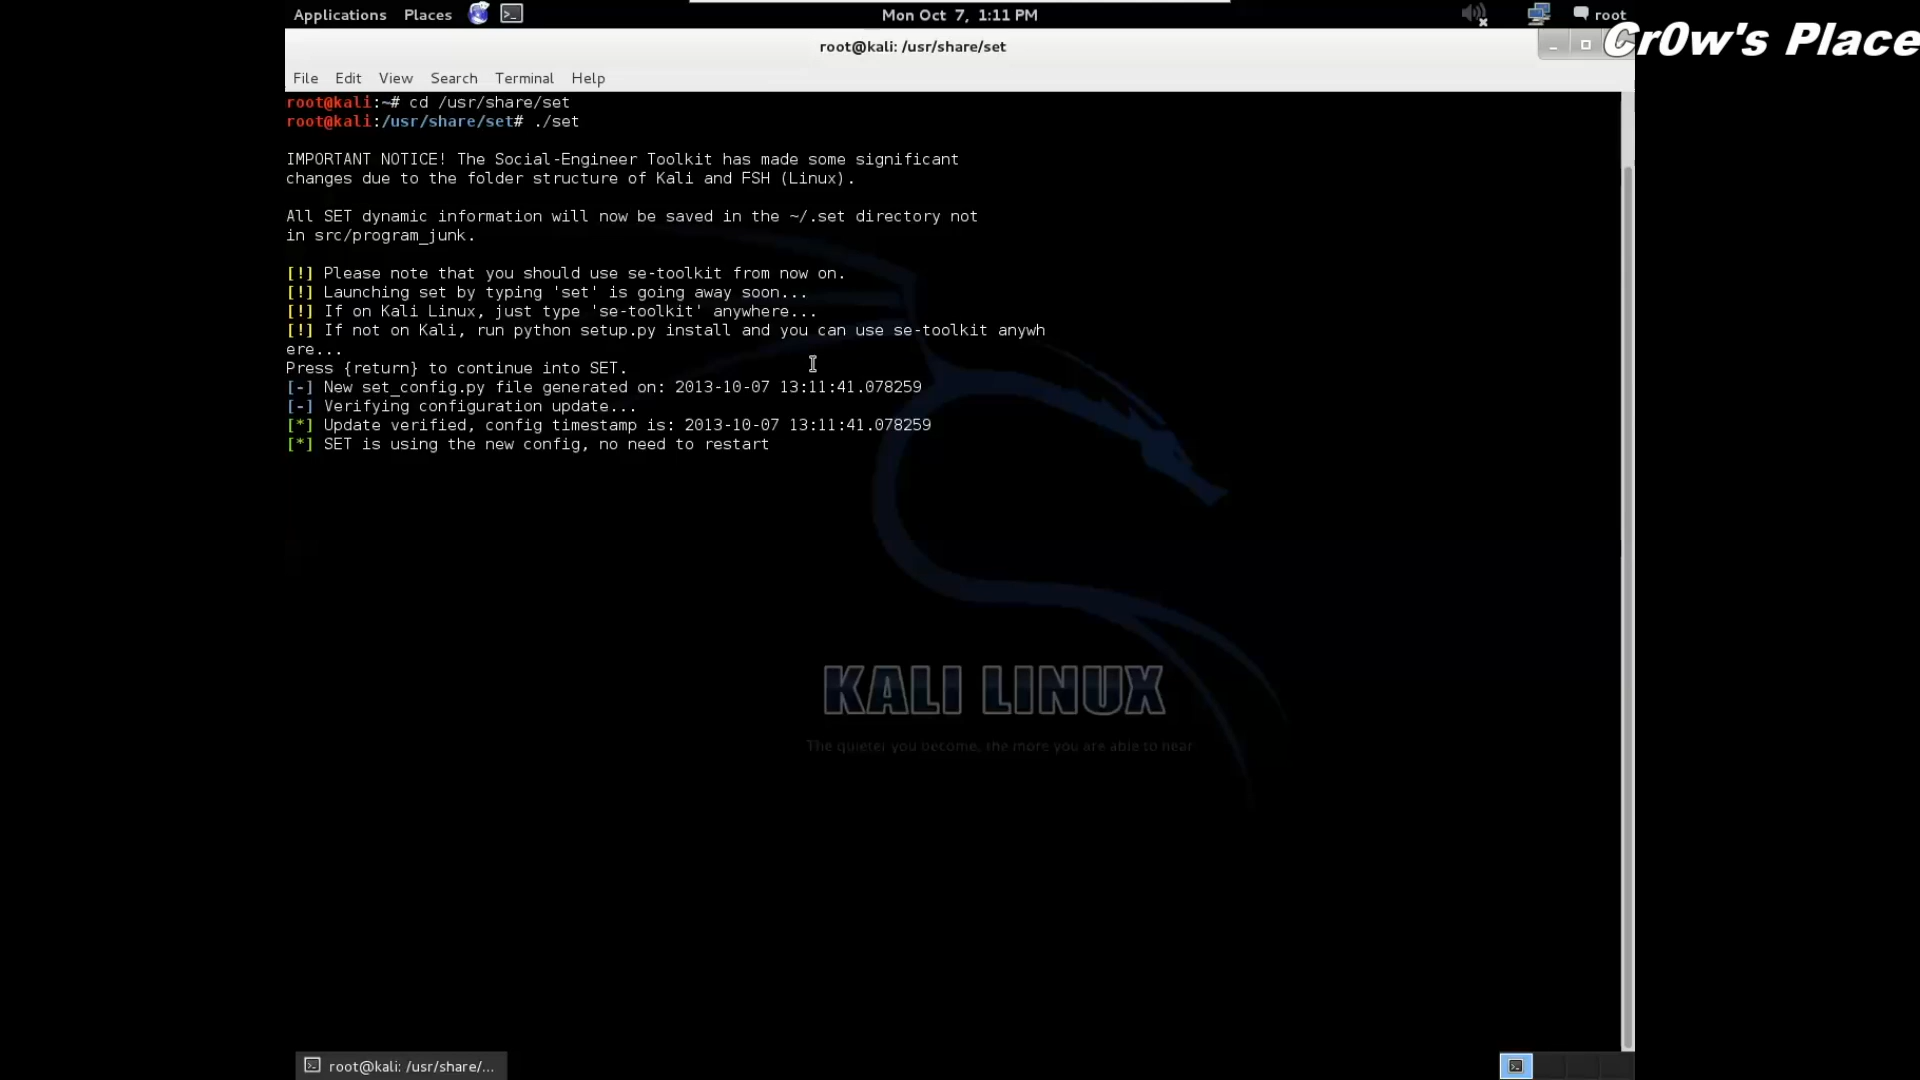 Applications Places Mon Oct 7, 1:11 PM root
Cr0w's Place
root@kali: /usr/share/set
File Edit View Search Terminal Help
root@kali:~# cd /usr/share/set
root@kali:/usr/share/set# ./set
IMPORTANT NOTICE! The Social-Engineer Toolkit has made some significant
changes due to the folder structure of Kali and FSH (Linux).
All SET dynamic information will now be saved in the ~/.set directory not
in src/program_junk.
[!] Please note that you should use se-toolkit from now on.
[!] Launching set by typing 'set' is going away soon...
[!] If on Kali Linux, just type 'se-toolkit' anywhere...
[!] If not on Kali, run python setup.py install and you can use se-toolkit anywh
ere...
Press {return} to continue into SET.
[-] New set_config.py file generated on: 2013-10-07 13:11:41.078259
[-] Verifying configuration update...
[*] Update verified, config timestamp is: 2013-10-07 13:11:41.078259
[*] SET is using the new config, no need to restart
KALI LINUX
The quieter you become, the more you are able to hear
root@kali: /usr/share/...